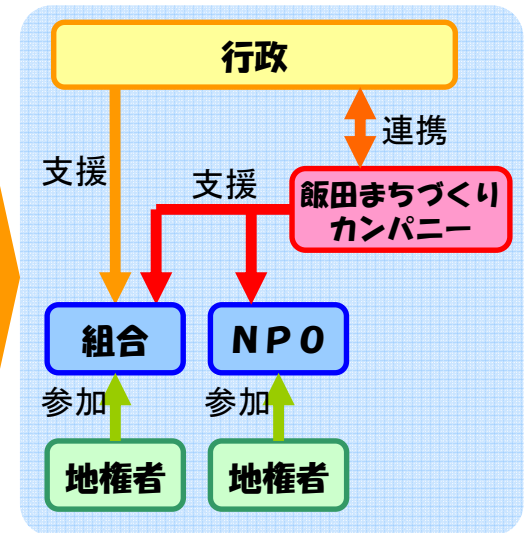 行政
連携
支援
支援
飯田まちづくり
カンパニー
組合
ＮＰＯ
参加
参加
地権者
地権者